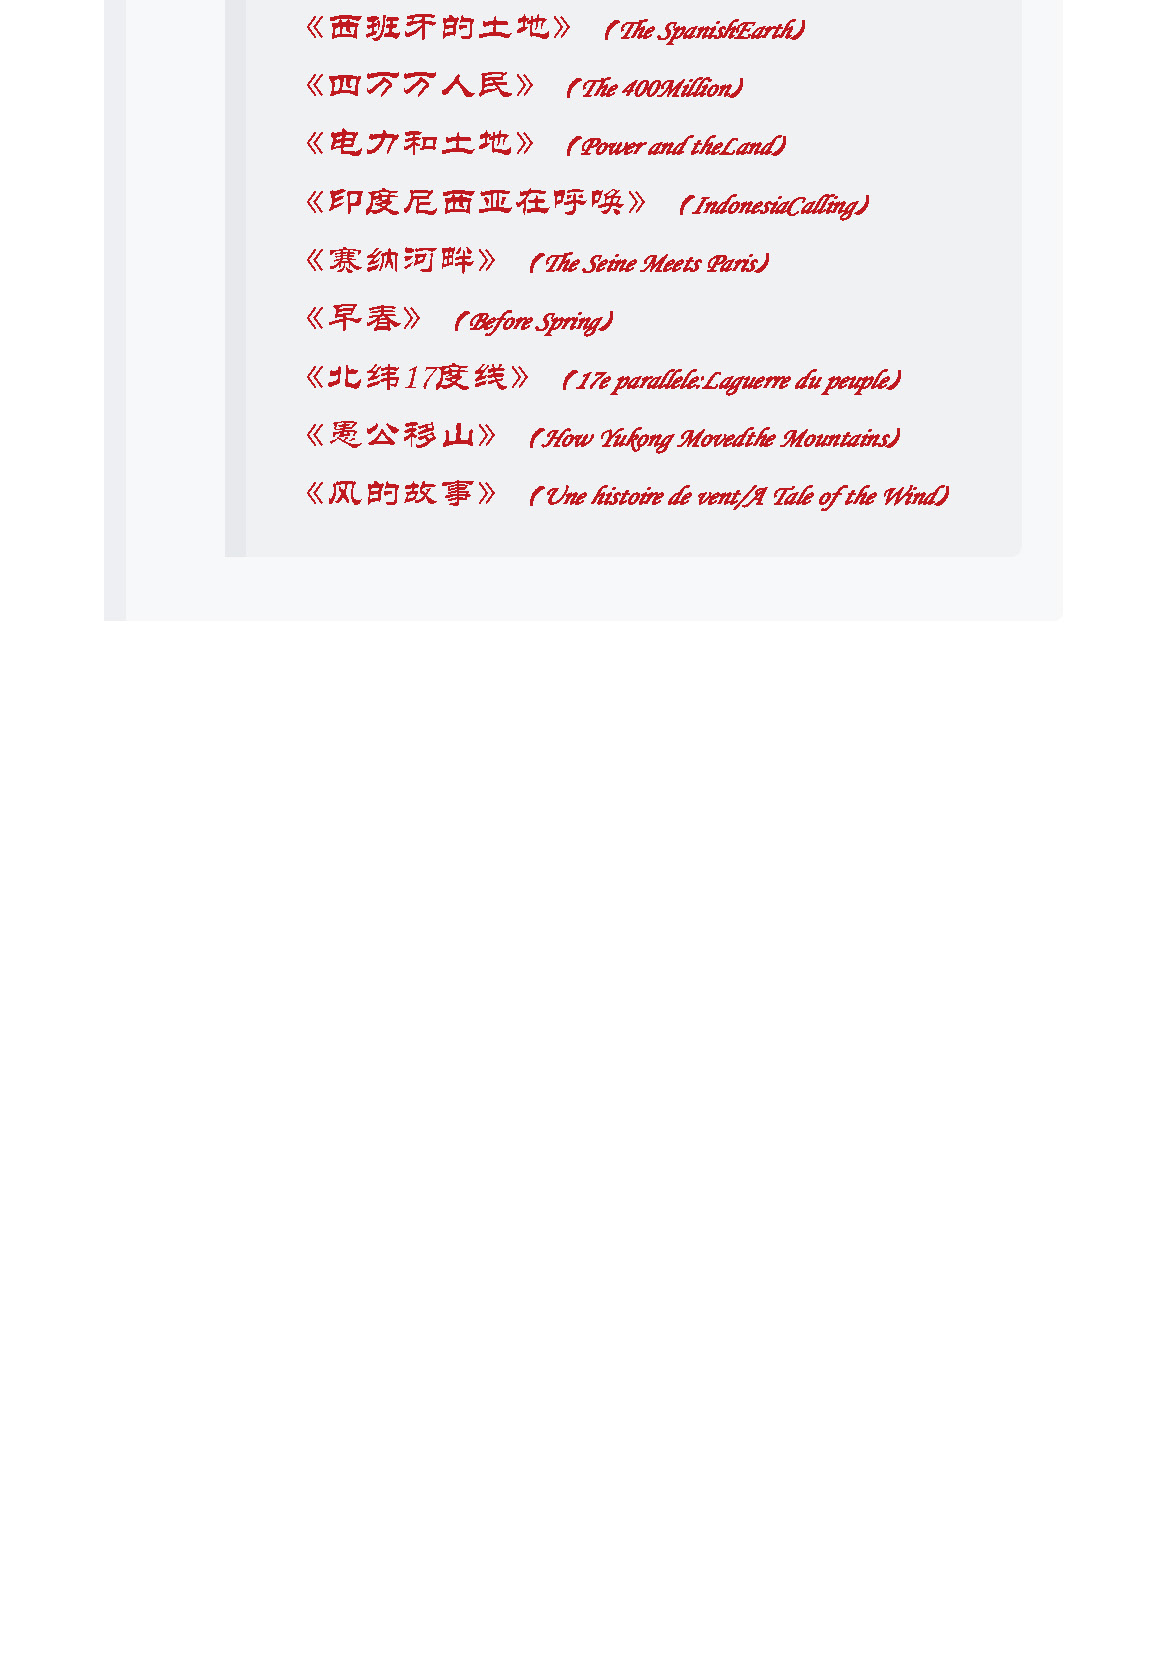 《西班牙的土地》 (The SpanishEarth)
《四万万人民》 (The 400Million)
《电力和土地》 (Power and theLand)
《印度尼西亚在呼唤》 (IndonesiaCalling)
《塞纳河畔》 (The Seine Meets Paris)
《早春》 (Before Spring)
《北纬17度线》 (17e parallele:Laguerre du peuple)
《愚公移山》 (How Yukong Movedthe Mountains)
《风的故事》 (Une histoire de vent/A Tale of the Wind)